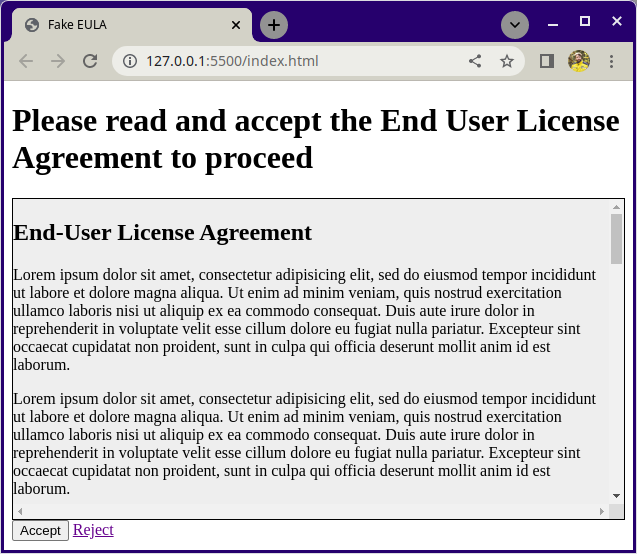 Fake EULA
127.0.0.1:5500/index.html
Please read and accept the End User License
Agreement to proceed
End-User License Agreement
Lorem ipsum dolor sit amet, consectetur adipisicing elit, sed do eiusmod tempor incididunt
ut labore et dolore magna aliqua. Ut enim ad minim veniam, quis nostrud exercitation
ullamco laboris nisi ut aliquip ex ea commodo consequat. Duis aute irure dolor in
reprehenderit in voluptate velit esse cillum dolore eu fugiat nulla pariatur. Excepteur sint
occaecat cupidatat non proident, sunt in culpa qui officia deserunt mollit anim id est
laborum.
Lorem ipsum dolor sit amet, consectetur adipisicing elit, sed do eiusmod tempor incididunt
ut labore et dolore magna aliqua. Ut enim ad minim veniam, quis nostrud exercitation
ullamco laboris nisi ut aliquip ex ea commodo consequat. Duis aute irure dolor in
reprehenderit in voluptate velit esse cillum dolore eu fugiat nulla pariatur. Excepteur sint
occaecat cupidatat non proident, sunt in culpa qui officia deserunt mollit anim id est
laborum.
Accept Reject